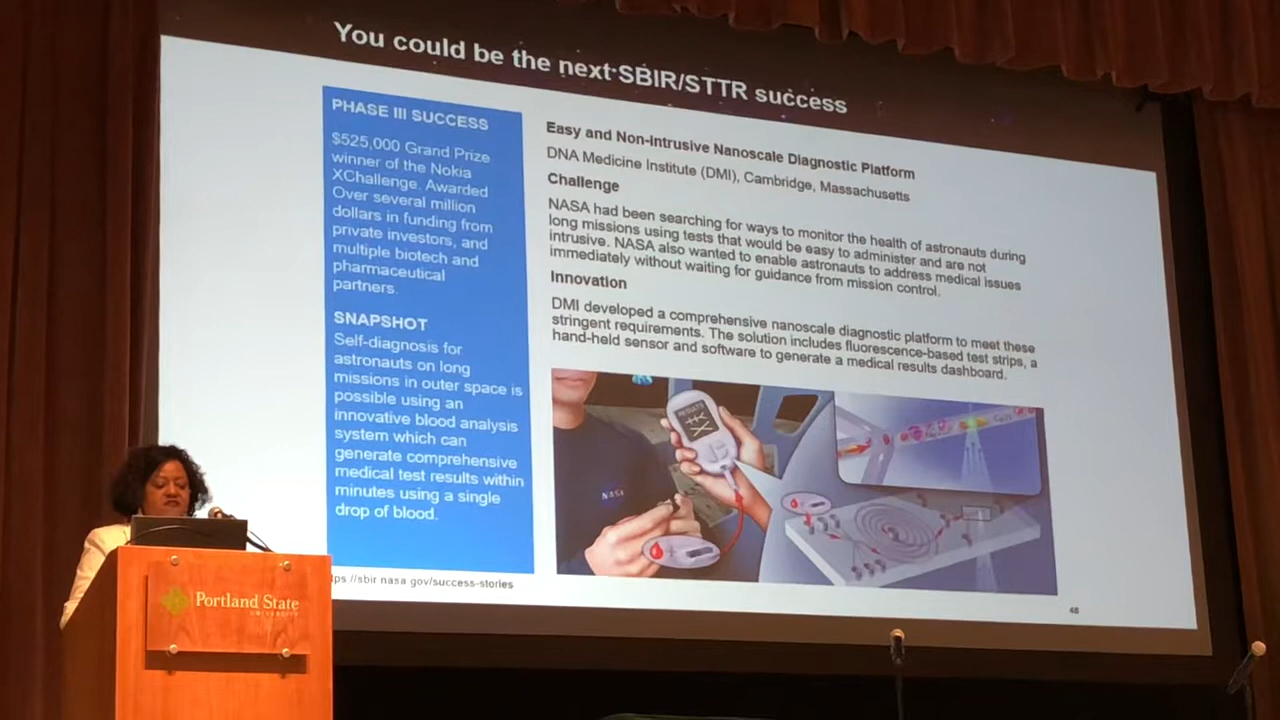 You could be the next SBIR/STTR success
PHASE III SUCCESS
$525,000 Grand Prize
winner of the Nokia
XChallenge. Awarded
Over several million
dollars in funding from
private investors, and
multiple biotech and
pharmaceutical
partners.
SNAPSHOT
Self-diagnosis for
astronauts on long
missions in outer space is
possible using an
innovative blood analysis
system which can
generate comprehensive
medical test results within
minutes using a single
drop of blood.
Easy and Non-Intrusive Nanoscale Diagnostic Platform
DNA Medicine Institute (DMI), Cambridge, Massachusetts
Challenge
NASA had been searching for ways to monitor the health of astronauts during
long missions using tests that would be easy to administer and are not
intrusive. NASA also wanted to enable astronauts to address medical issues
immediately without waiting for guidance from mission control.
Innovation
DMI developed a comprehensive nanoscale diagnostic platform to meet these
stringent requirements. The solution includes fluorescence-based test strips, a
hand-held sensor and software to generate a medical results dashboard.
RESULTS
NASA
tps://sbir.nasa.gov/success-stories
48
Portland State
UNIVERSITY